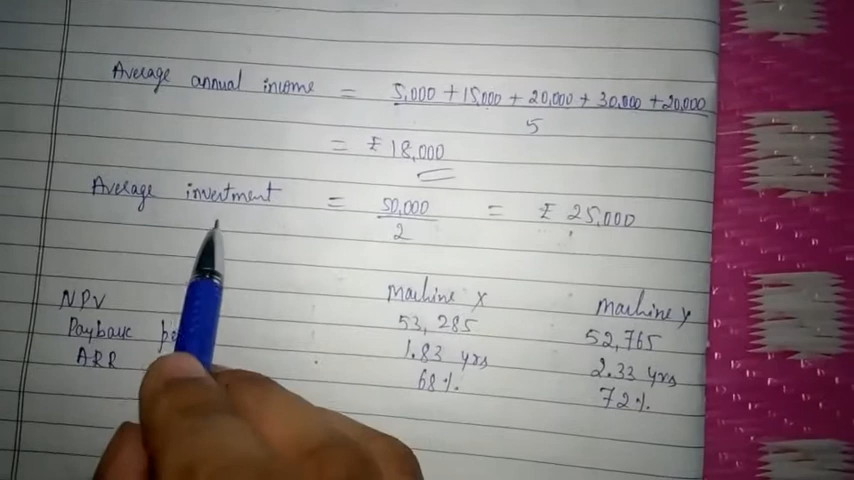 Average annual income = 5,000 + 15,000 + 20,000 + 30,000 + 20,000
5
= ₹ 18,000
Average investment = 50,000 = ₹ 25,000
2
Machine X Machine Y
NPV 53,285 52,765
Payback 1.83 yrs 2.33 yrs
ARR 68% 72%